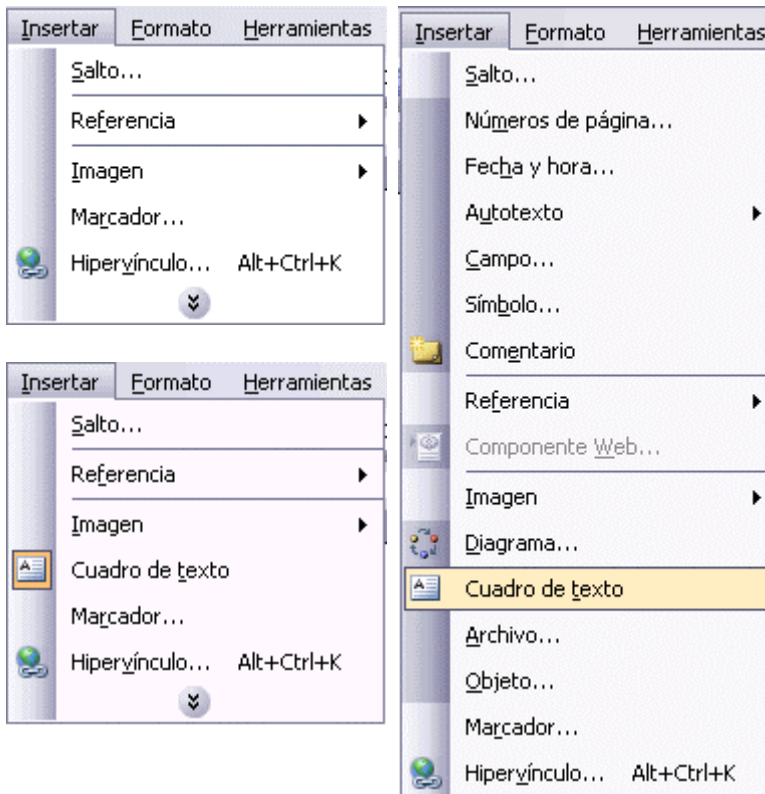 Insertar Formato Herramientas
Salto...
Referencia
Imagen
Marcador...
Hipervínculo... Alt+Ctrl+K
Insertar Formato Herramientas
Salto...
Referencia
Imagen
Cuadro de texto
Marcador...
Hipervínculo... Alt+Ctrl+K
Insertar Formato Herramientas
Salto...
Números de página...
Fecha y hora...
Autotexto
Campo...
Símbolo...
Comentario
Referencia
Componente Web...
Imagen
Diagrama...
Cuadro de texto
Archivo...
Objeto...
Marcador...
Hipervínculo... Alt+Ctrl+K